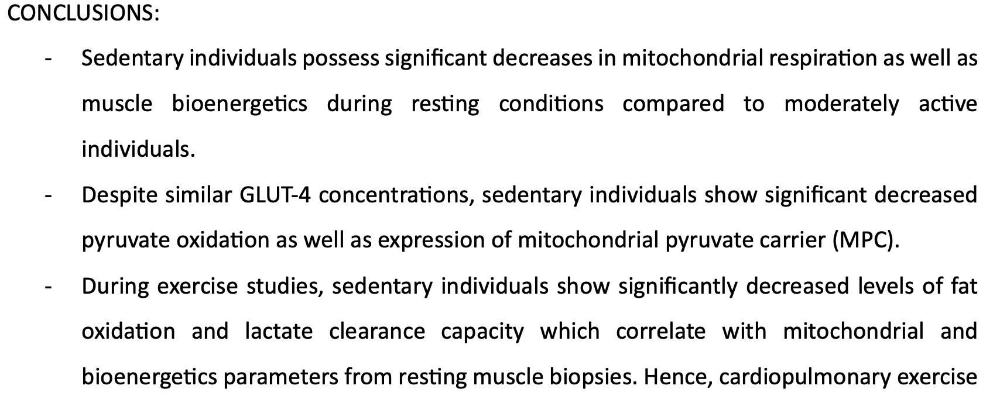 CONCLUSIONS:
- Sedentary individuals possess significant decreases in mitochondrial respiration as well as
muscle bioenergetics during resting conditions compared to moderately active
individuals.
- Despite similar GLUT-4 concentrations, sedentary individuals show significant decreased
pyruvate oxidation as well as expression of mitochondrial pyruvate carrier (MPC).
- During exercise studies, sedentary individuals show significantly decreased levels of fat
oxidation and lactate clearance capacity which correlate with mitochondrial and
bioenergetics parameters from resting muscle biopsies. Hence, cardiopulmonary exercise